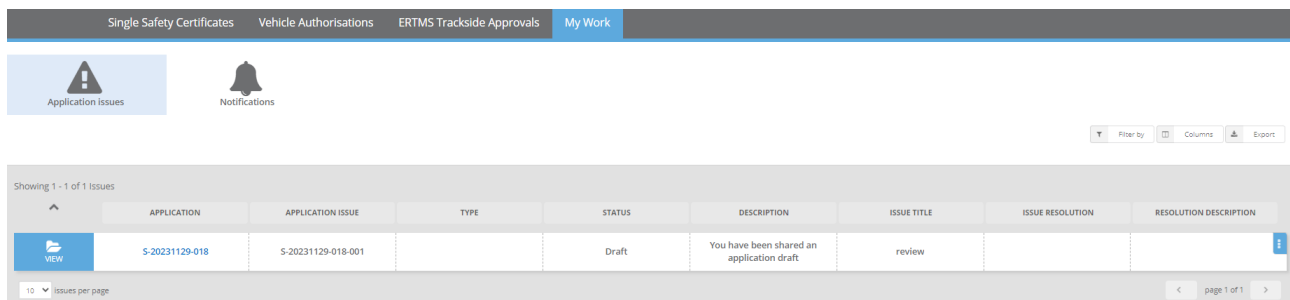 Single Safety Certificates Vehicle Authorisations ERTMS Trackside Approvals My Work
Application issues Notifications
Filter by Columns Export
Showing 1 - 1 of 1 Issues
APPLICATION APPLICATION ISSUE TYPE STATUS DESCRIPTION ISSUE TITLE ISSUE RESOLUTION RESOLUTION DESCRIPTION
VIEW S-20231129-018 S-20231129-018-001 Draft You have been shared an application draft review
10 issues per page page 1 of 1